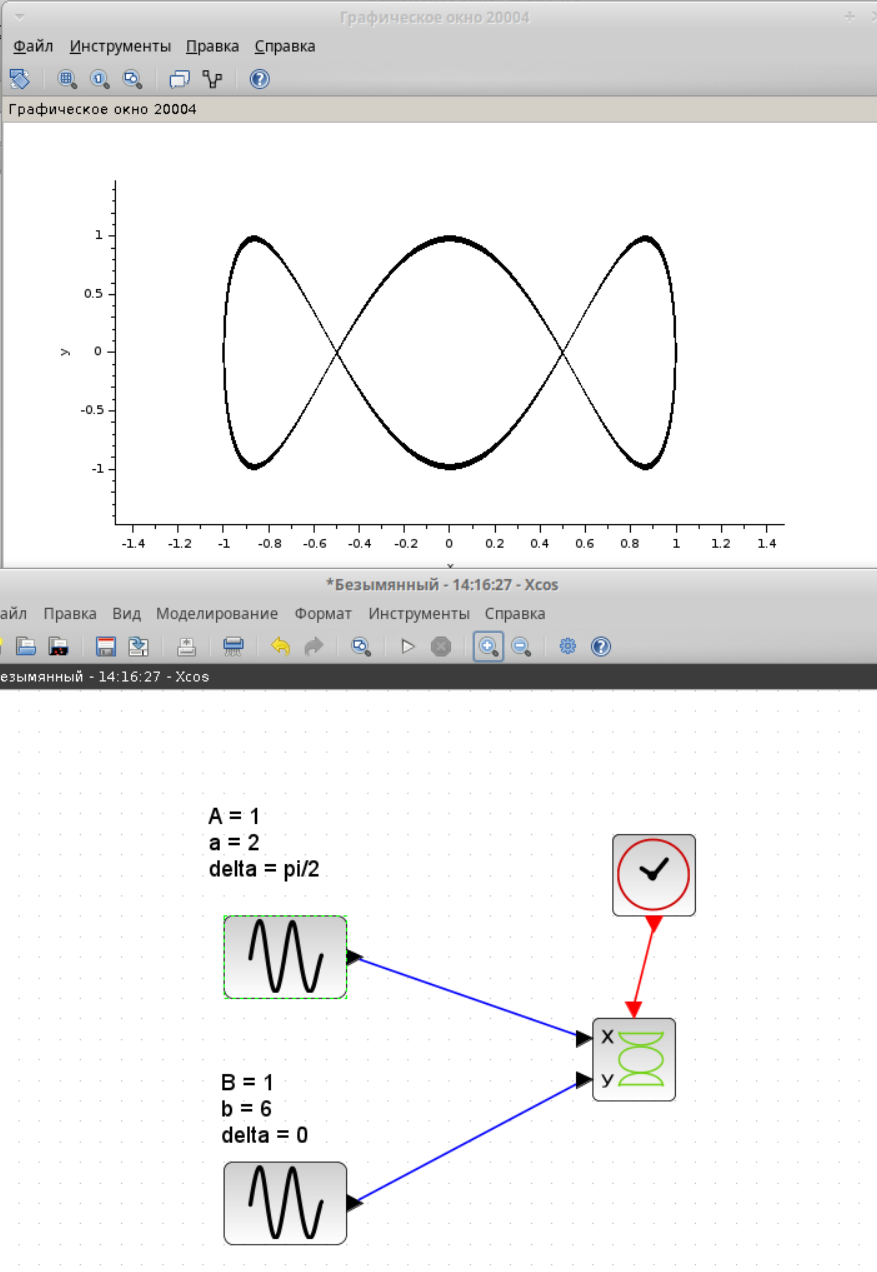 Графическое окно 20004
Файл Инструменты Правка Справка
Графическое окно 20004
1
0.5
0
-0.5
-1
y
-1.4 -1.2 -1 -0.8 -0.6 -0.4 -0.2 0 0.2 0.4 0.6 0.8 1 1.2 1.4
x
*Безымянный - 14:16:27 - Xcos
айл Правка Вид Моделирование Формат Инструменты Справка
езымянный - 14:16:27 - Xcos
A = 1
a = 2
delta = pi/2
X
y
B = 1
b = 6
delta = 0